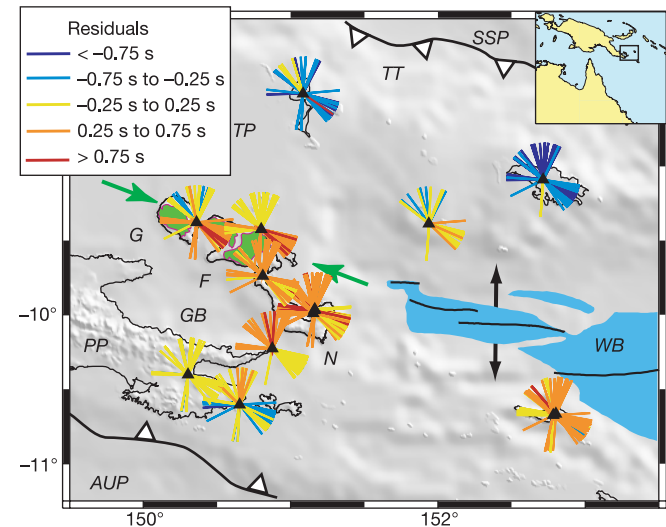 Residuals
< −0.75 s
−0.75 s to −0.25 s
−0.25 s to 0.25 s
0.25 s to 0.75 s
> 0.75 s
SSP
TT
TP
G
F
GB
PP
N
WB
AUP
−10°
−11°
150°
152°